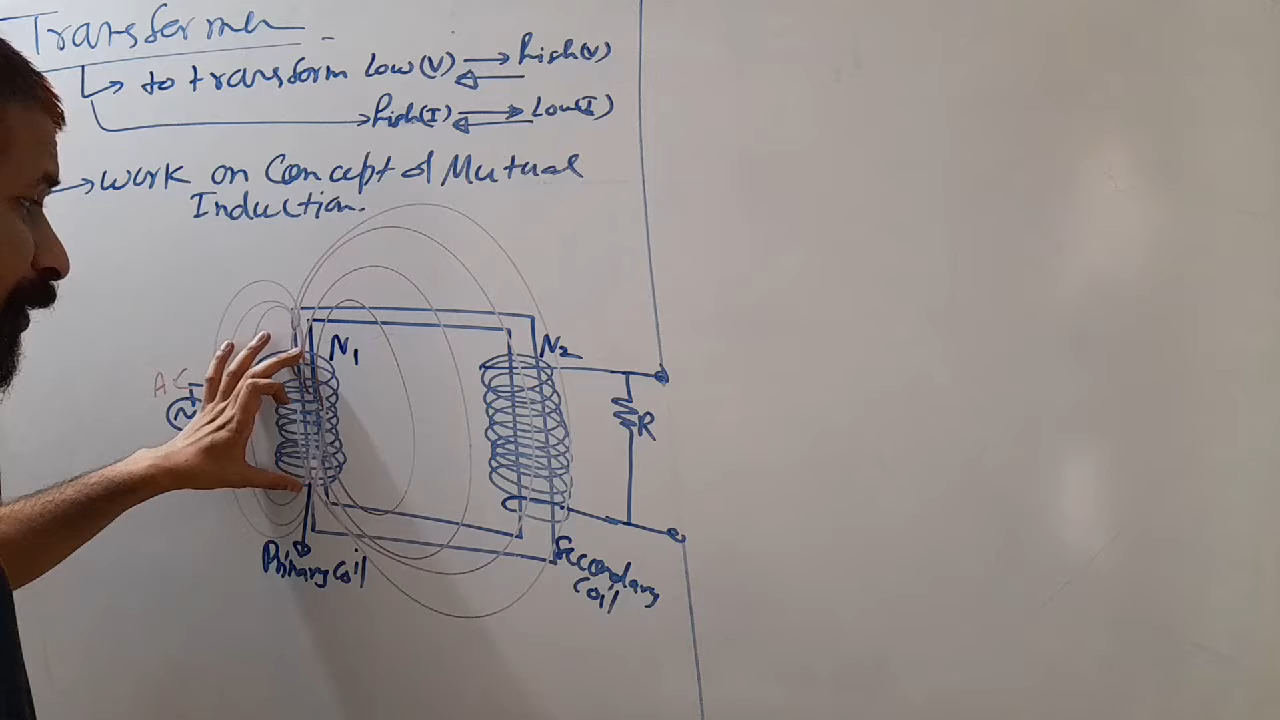 Transformer
to transform Low(V) → High(V)
High(I) → Low(I)
→ Work on Concept of Mutual
Induction.
N1
N2
AC
R
Primary Coil
Secondary
Coil